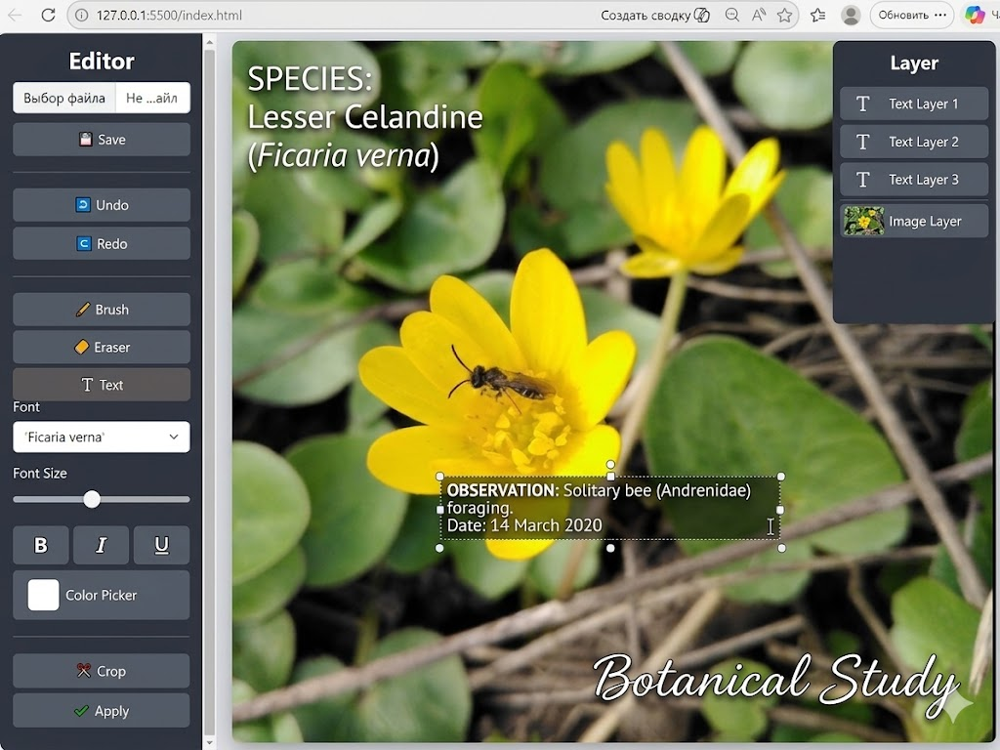 127.0.0.1:5500/index.html
Создать сводку
Обновить
Editor
Выбор файла
Не ...айл
Save
Undo
Redo
Brush
Eraser
T Text
Font
'Ficaria verna'
Font Size
B I U
Color Picker
Crop
Apply
SPECIES:
Lesser Celandine
(Ficaria verna)
OBSERVATION: Solitary bee (Andrenidae)
foraging.
Date: 14 March 2020
Botanical Study
Layer
T Text Layer 1
T Text Layer 2
T Text Layer 3
Image Layer